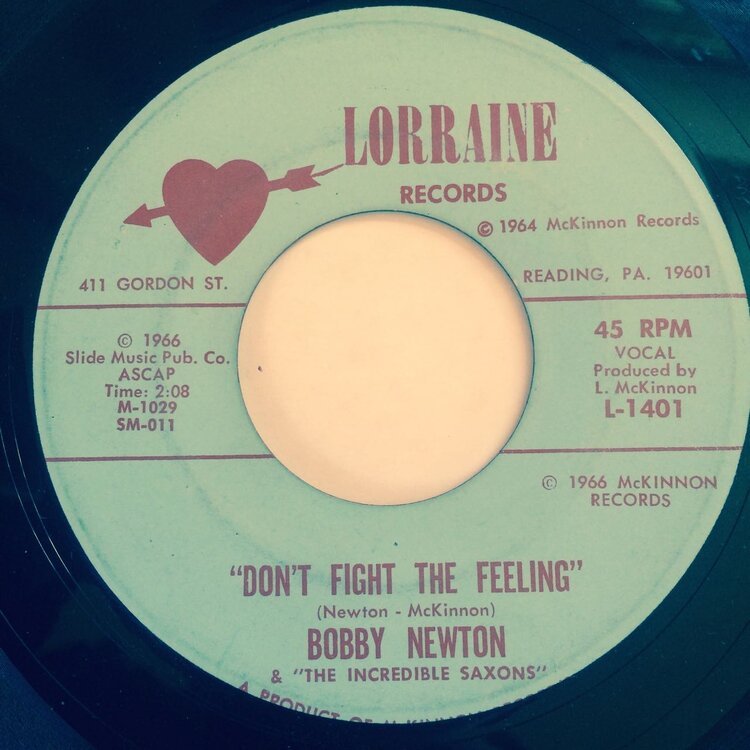 LORRAINE
RECORDS
© 1964 McKinnon Records
411 GORDON ST.
READING, PA. 19601
© 1966
Slide Music Pub. Co.
ASCAP
Time: 2:08
M-1029
SM-011
45 RPM
VOCAL
Produced by
L. McKinnon
L-1401
© 1966 McKINNON
RECORDS
"DON'T FIGHT THE FEELING"
(Newton - McKinnon)
BOBBY NEWTON
& "THE INCREDIBLE SAXONS"
A PRODUCT OF